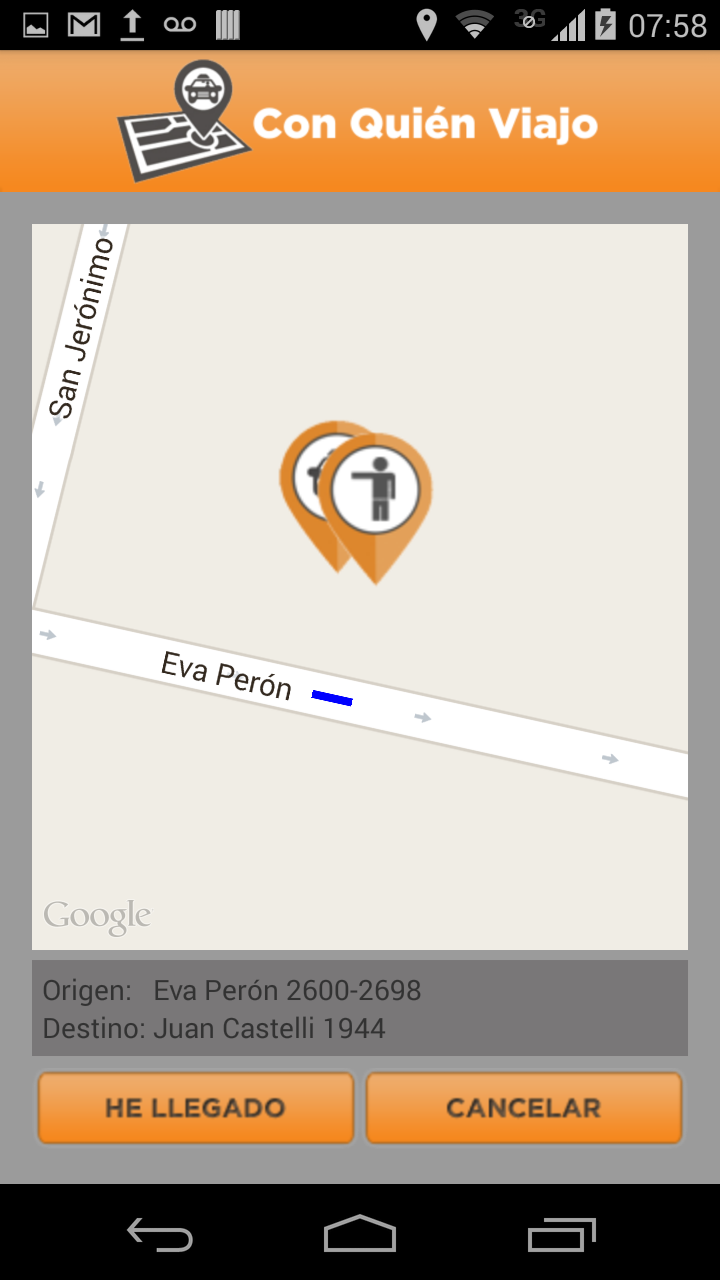 3G 07:58
Con Quién Viajo
San Jerónimo
Eva Perón
Google
Origen: Eva Perón 2600-2698
Destino: Juan Castelli 1944
HE LLEGADO CANCELAR